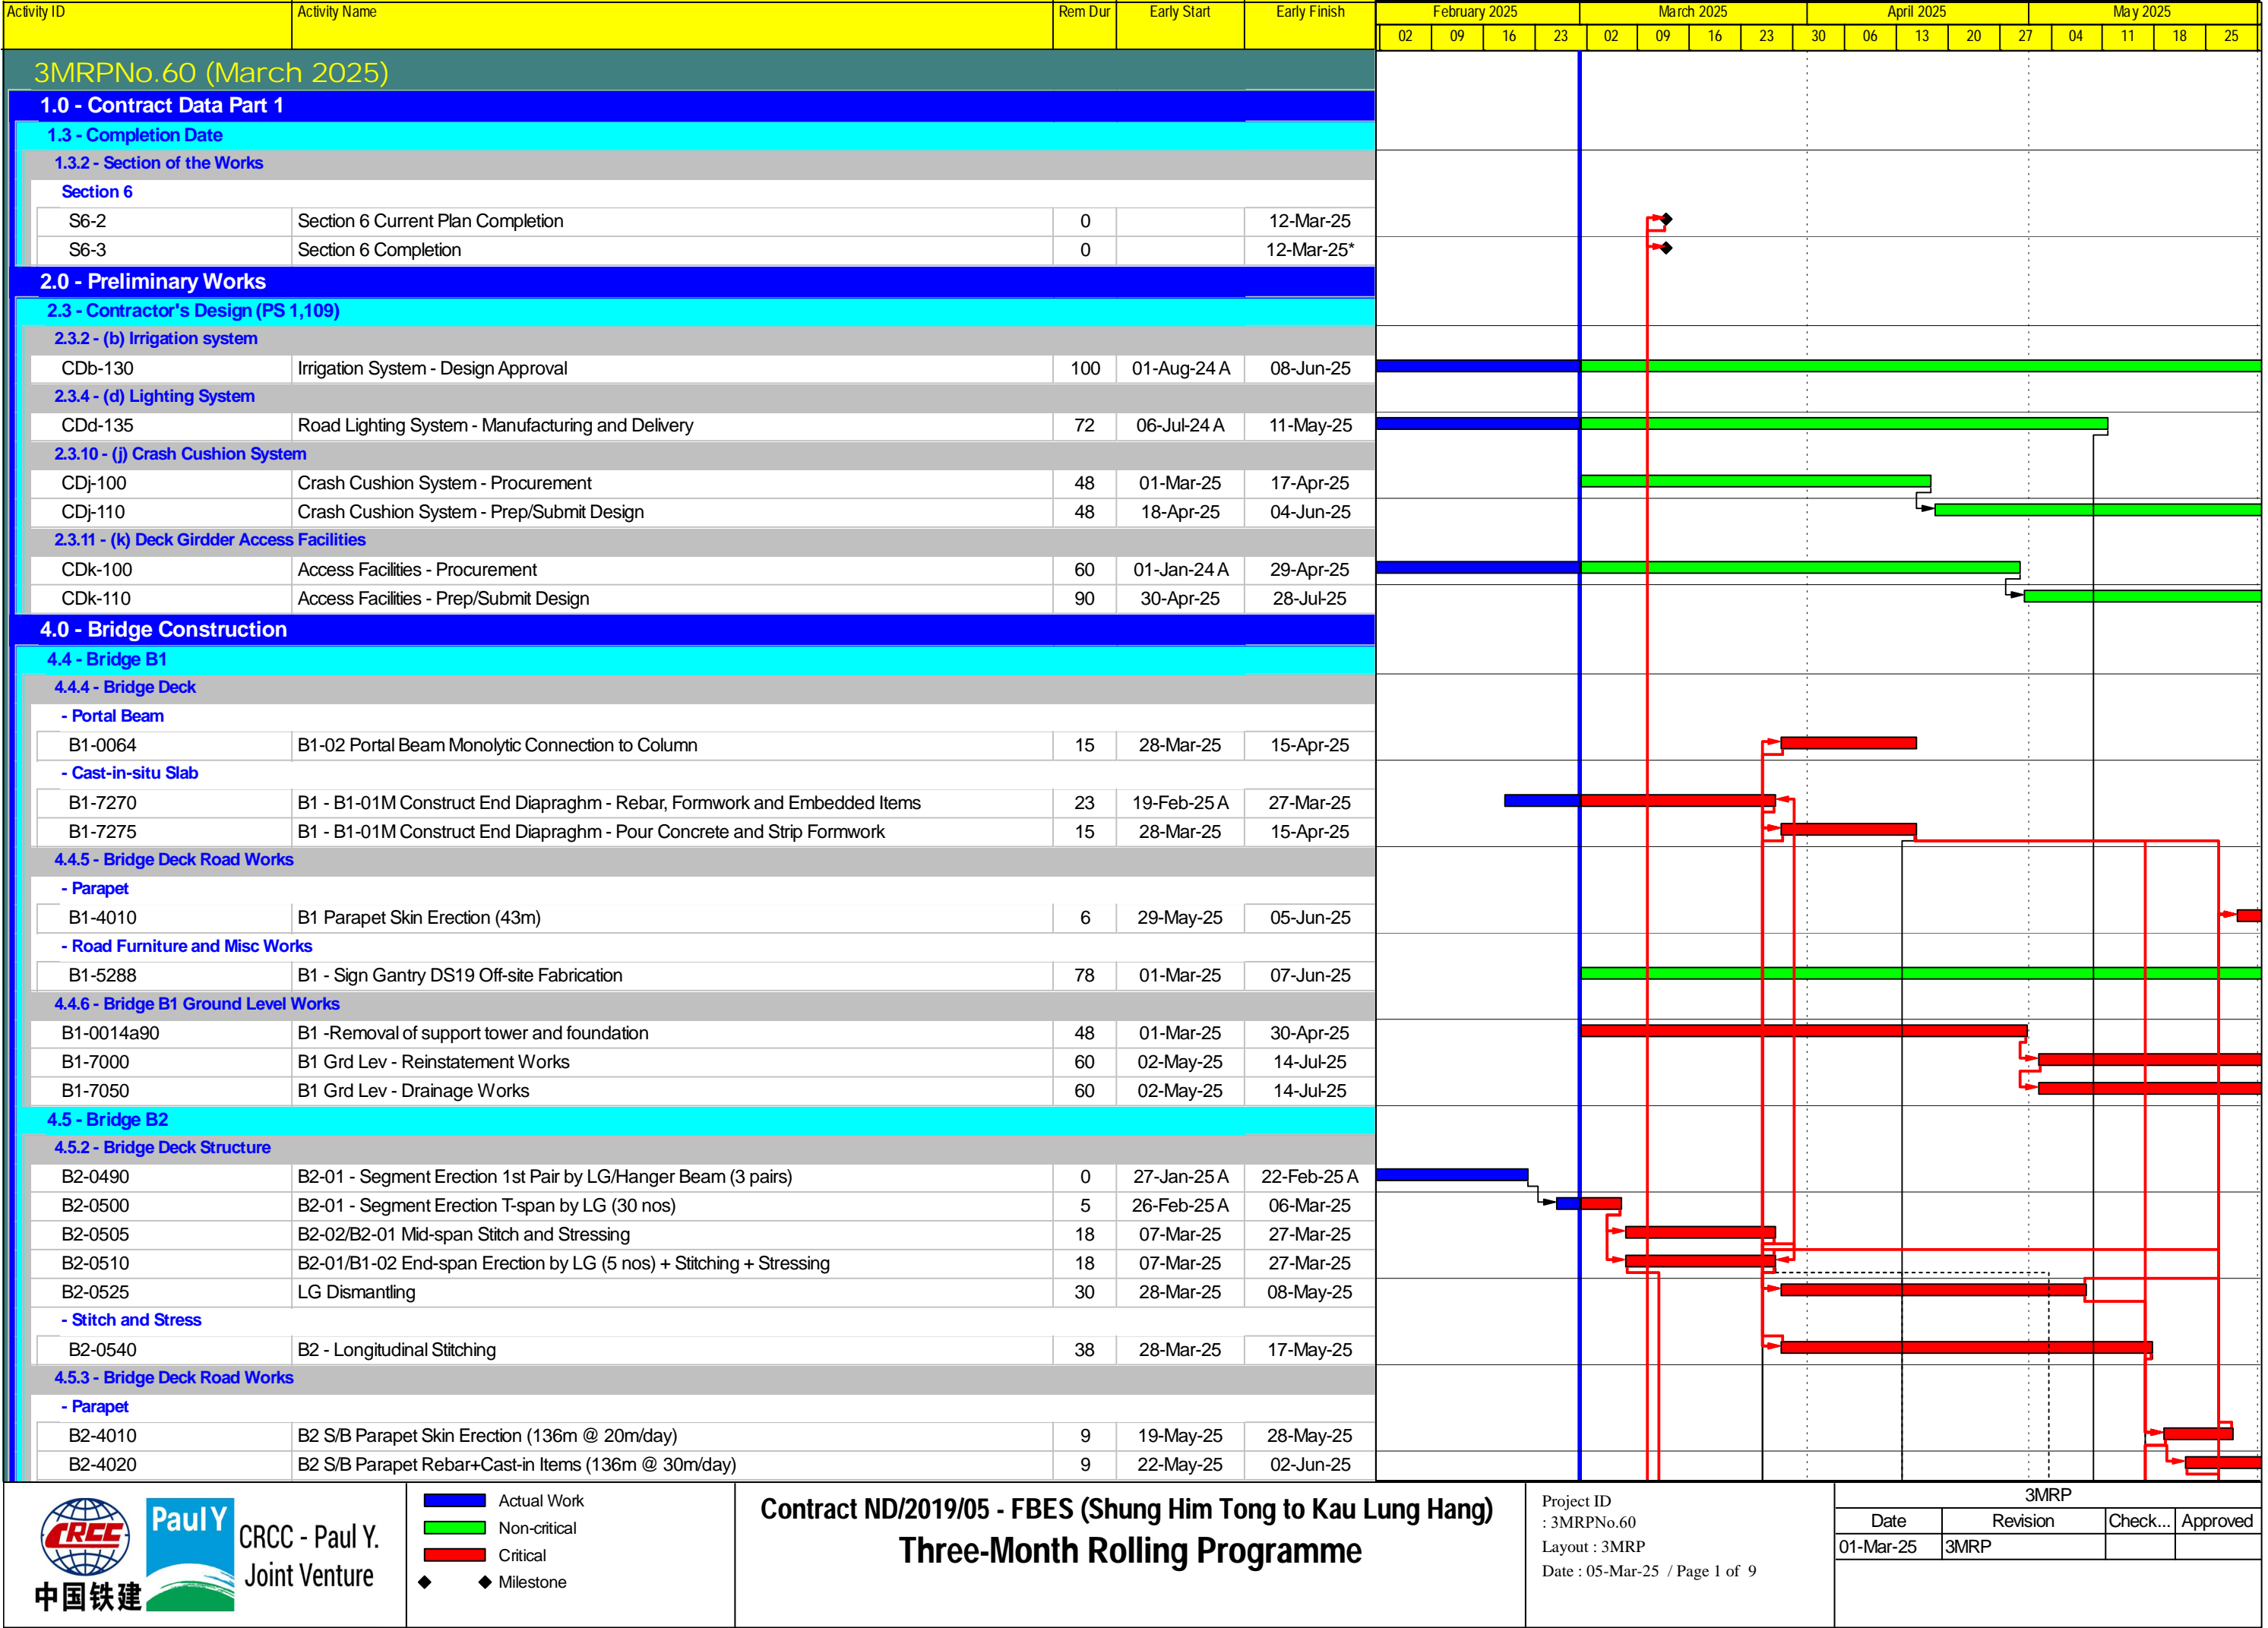 Activity ID Activity Name Rem Dur Early Start Early Finish February 2025 March 2025 April 2025 May 2025
02 09 16 23 02 09 16 23 30 06 13 20 27 04 11 18 25
3MRPNo.60 (March 2025)
1.0 - Contract Data Part 1
1.3 - Completion Date
1.3.2 - Section of the Works
Section 6
S6-2 Section 6 Current Plan Completion 0 12-Mar-25
S6-3 Section 6 Completion 0 12-Mar-25*
2.0 - Preliminary Works
2.3 - Contractor's Design (PS 1,109)
2.3.2 - (b) Irrigation system
CDb-130 Irrigation System - Design Approval 100 01-Aug-24 A 08-Jun-25
2.3.4 - (d) Lighting System
CDd-135 Road Lighting System - Manufacturing and Delivery 72 06-Jul-24 A 11-May-25
2.3.10 - (j) Crash Cushion System
CDj-100 Crash Cushion System - Procurement 48 01-Mar-25 17-Apr-25
CDj-110 Crash Cushion System - Prep/Submit Design 48 18-Apr-25 04-Jun-25
2.3.11 - (k) Deck Girdder Access Facilities
CDk-100 Access Facilities - Procurement 60 01-Jan-24 A 29-Apr-25
CDk-110 Access Facilities - Prep/Submit Design 90 30-Apr-25 28-Jul-25
4.0 - Bridge Construction
4.4 - Bridge B1
4.4.4 - Bridge Deck
- Portal Beam
B1-0064 B1-02 Portal Beam Monolytic Connection to Column 15 28-Mar-25 15-Apr-25
- Cast-in-situ Slab
B1-7270 B1 - B1-01M Construct End Diapraghm - Rebar, Formwork and Embedded Items 23 19-Feb-25 A 27-Mar-25
B1-7275 B1 - B1-01M Construct End Diapraghm - Pour Concrete and Strip Formwork 15 28-Mar-25 15-Apr-25
4.4.5 - Bridge Deck Road Works
- Parapet
B1-4010 B1 Parapet Skin Erection (43m) 6 29-May-25 05-Jun-25
- Road Furniture and Misc Works
B1-5288 B1 - Sign Gantry DS19 Off-site Fabrication 78 01-Mar-25 07-Jun-25
4.4.6 - Bridge B1 Ground Level Works
B1-0014a90 B1 -Removal of support tower and foundation 48 01-Mar-25 30-Apr-25
B1-7000 B1 Grd Lev - Reinstatement Works 60 02-May-25 14-Jul-25
B1-7050 B1 Grd Lev - Drainage Works 60 02-May-25 14-Jul-25
4.5 - Bridge B2
4.5.2 - Bridge Deck Structure
B2-0490 B2-01 - Segment Erection 1st Pair by LG/Hanger Beam (3 pairs) 0 27-Jan-25 A 22-Feb-25 A
B2-0500 B2-01 - Segment Erection T-span by LG (30 nos) 5 26-Feb-25 A 06-Mar-25
B2-0505 B2-02/B2-01 Mid-span Stitch and Stressing 18 07-Mar-25 27-Mar-25
B2-0510 B2-01/B1-02 End-span Erection by LG (5 nos) + Stitching + Stressing 18 07-Mar-25 27-Mar-25
B2-0525 LG Dismantling 30 28-Mar-25 08-May-25
- Stitch and Stress
B2-0540 B2 - Longitudinal Stitching 38 28-Mar-25 17-May-25
4.5.3 - Bridge Deck Road Works
- Parapet
B2-4010 B2 S/B Parapet Skin Erection (136m @ 20m/day) 9 19-May-25 28-May-25
B2-4020 B2 S/B Parapet Rebar+Cast-in Items (136m @ 30m/day) 9 22-May-25 02-Jun-25
CRCC
中国铁建
Paul Y
CRCC - Paul Y.
Joint Venture
Actual Work
Non-critical
Critical
Milestone
Contract ND/2019/05 - FBES (Shung Him Tong to Kau Lung Hang)
Three-Month Rolling Programme
Project ID
: 3MRPNo.60
Layout : 3MRP
Date : 05-Mar-25 / Page 1 of 9
3MRP
Date Revision Check... Approved
01-Mar-25 3MRP